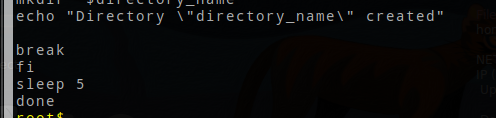 mkdir "$directory_name"
echo "Directory \"directory_name\" created"
break
fi
sleep 5
done
root$